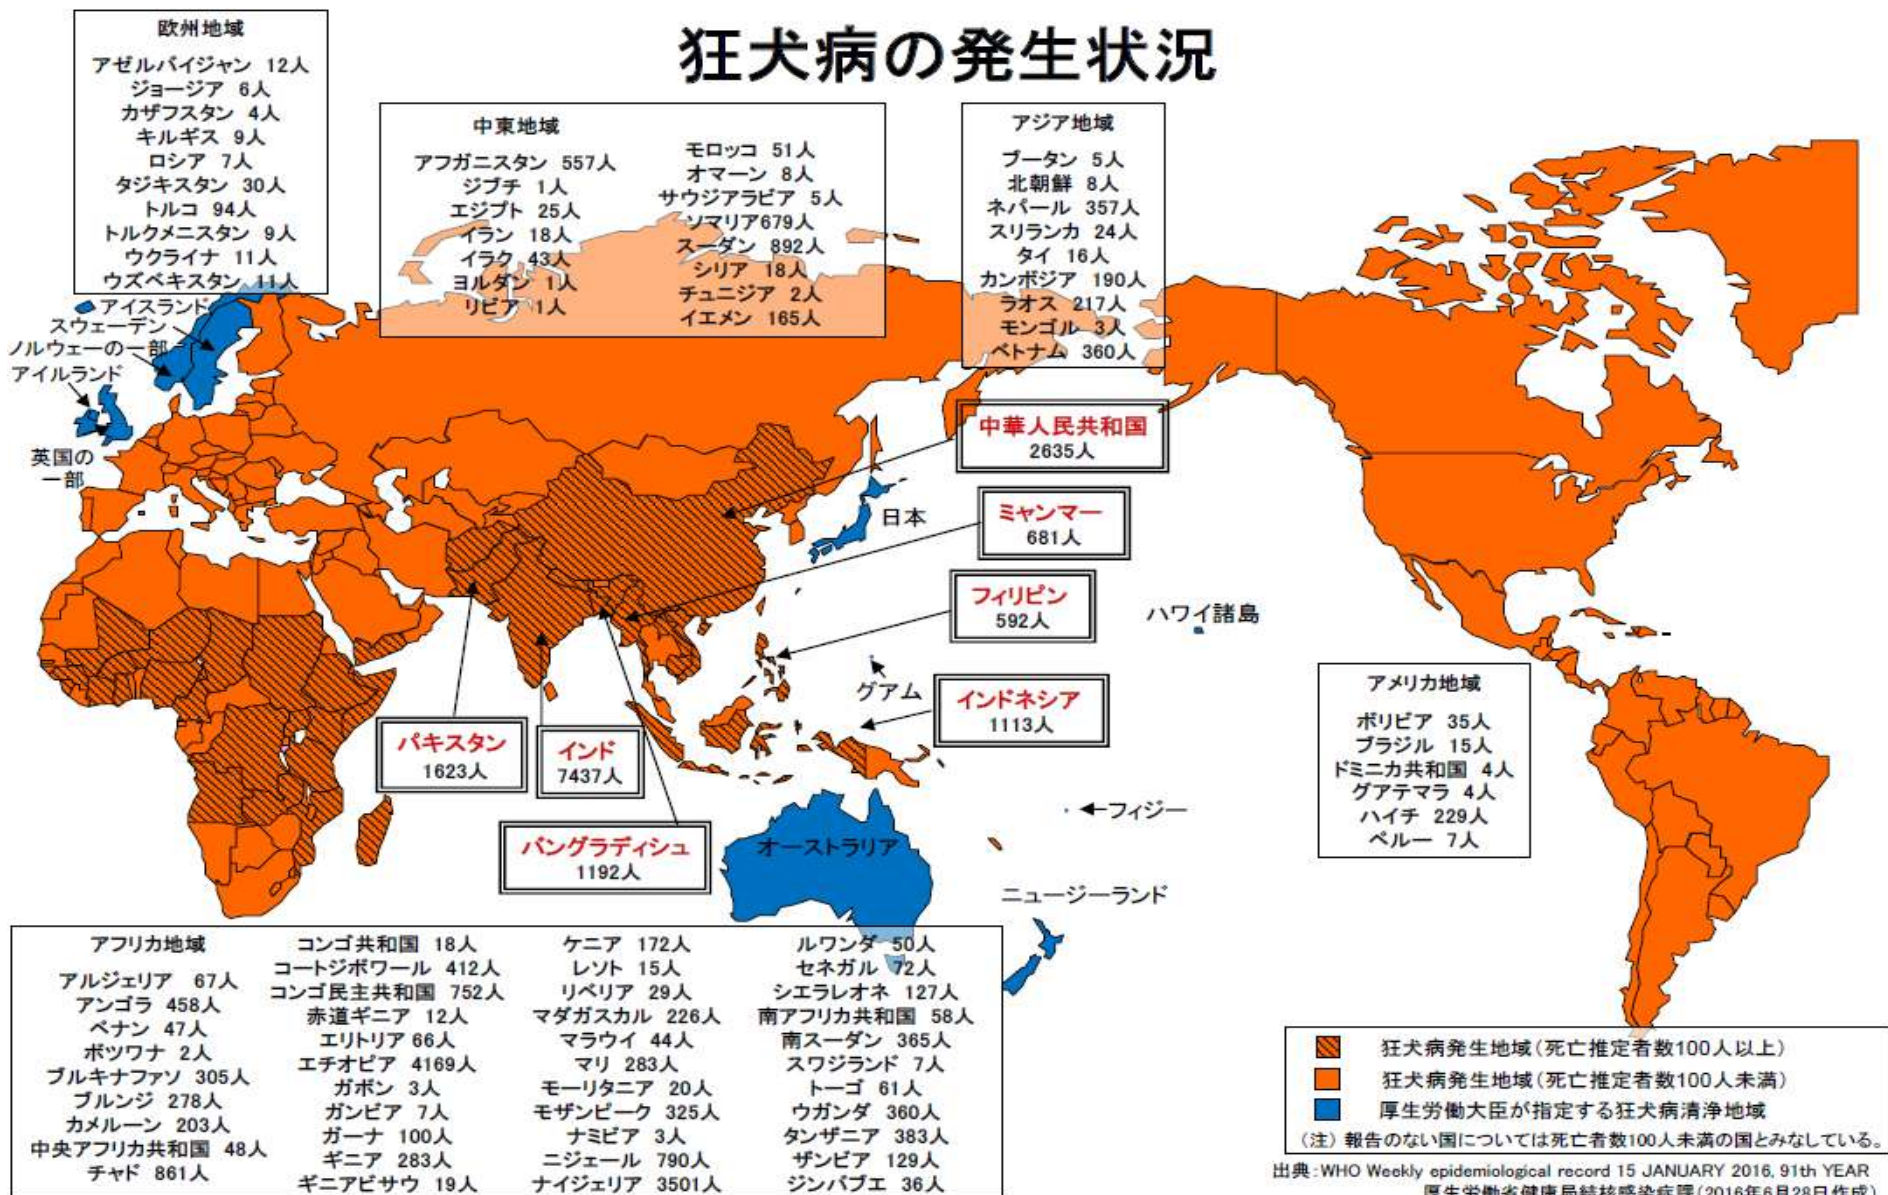 狂犬病の発生状況
欧州地域
アゼルバイジャン 12人
ジョージア 6人
カザフスタン 4人
キルギス 9人
ロシア 7人
タジキスタン 30人
トルコ 94人
トルクメニスタン 9人
ウクライナ 11人
ウズベキスタン 11人
中東地域
アフガニスタン 557人
ジブチ 1人
エジプト 25人
イラン 18人
イラク 43人
ヨルダン 1人
リビア 1人
モロッコ 51人
オマーン 8人
サウジアラビア 5人
ソマリア679人
スーダン 892人
シリア 18人
チュニジア 2人
イエメン 165人
アジア地域
ブータン 5人
北朝鮮 8人
ネパール 357人
スリランカ 24人
タイ 16人
カンボジア 190人
ラオス 217人
モンゴル 3人
ベトナム 360人
アイスランド
スウェーデン
ノルウェーの一部
アイルランド
英国の
一部
中華人民共和国
2635人
日本
ミャンマー
681人
フィリピン
592人
ハワイ諸島
グアム
インドネシア
1113人
パキスタン
1623人
インド
7437人
バングラディシュ
1192人
フィジー
オーストラリア
ニュージーランド
アメリカ地域
ボリビア 35人
ブラジル 15人
ドミニカ共和国 4人
グアテマラ 4人
ハイチ 229人
ペルー 7人
アフリカ地域
アルジェリア 67人
アンゴラ 458人
ベナン 47人
ボツワナ 2人
ブルキナファソ 305人
ブルンジ 278人
カメルーン 203人
中央アフリカ共和国 48人
チャド 861人
コンゴ共和国 18人
コートジボワール 412人
コンゴ民主共和国 752人
赤道ギニア 12人
エリトリア 66人
エチオピア 4169人
ガボン 3人
ガンビア 7人
ガーナ 100人
ギニア 283人
ギニアビサウ 19人
ケニア 172人
レソト 15人
リベリア 29人
マダガスカル 226人
マラウイ 44人
マリ 283人
モーリタニア 20人
モザンビーク 325人
ナミビア 3人
ニジェール 790人
ナイジェリア 3501人
ルワンダ 50人
セネガル 72人
シエラレオネ 127人
南アフリカ共和国 58人
南スーダン 365人
スワジランド 7人
トーゴ 61人
ウガンダ 360人
タンザニア 383人
ザンビア 129人
ジンバブエ 36人
狂犬病発生地域(死亡推定者数100人以上)
狂犬病発生地域(死亡推定者数100人未満)
厚生労働大臣が指定する狂犬病清浄地域
(注) 報告のない国については死亡者数100人未満の国とみなしている。
出典:WHO Weekly epidemiological record 15 JANUARY 2016, 91th YEAR
厚生労働省健康局結核感染症課(2016年6月28日作成)